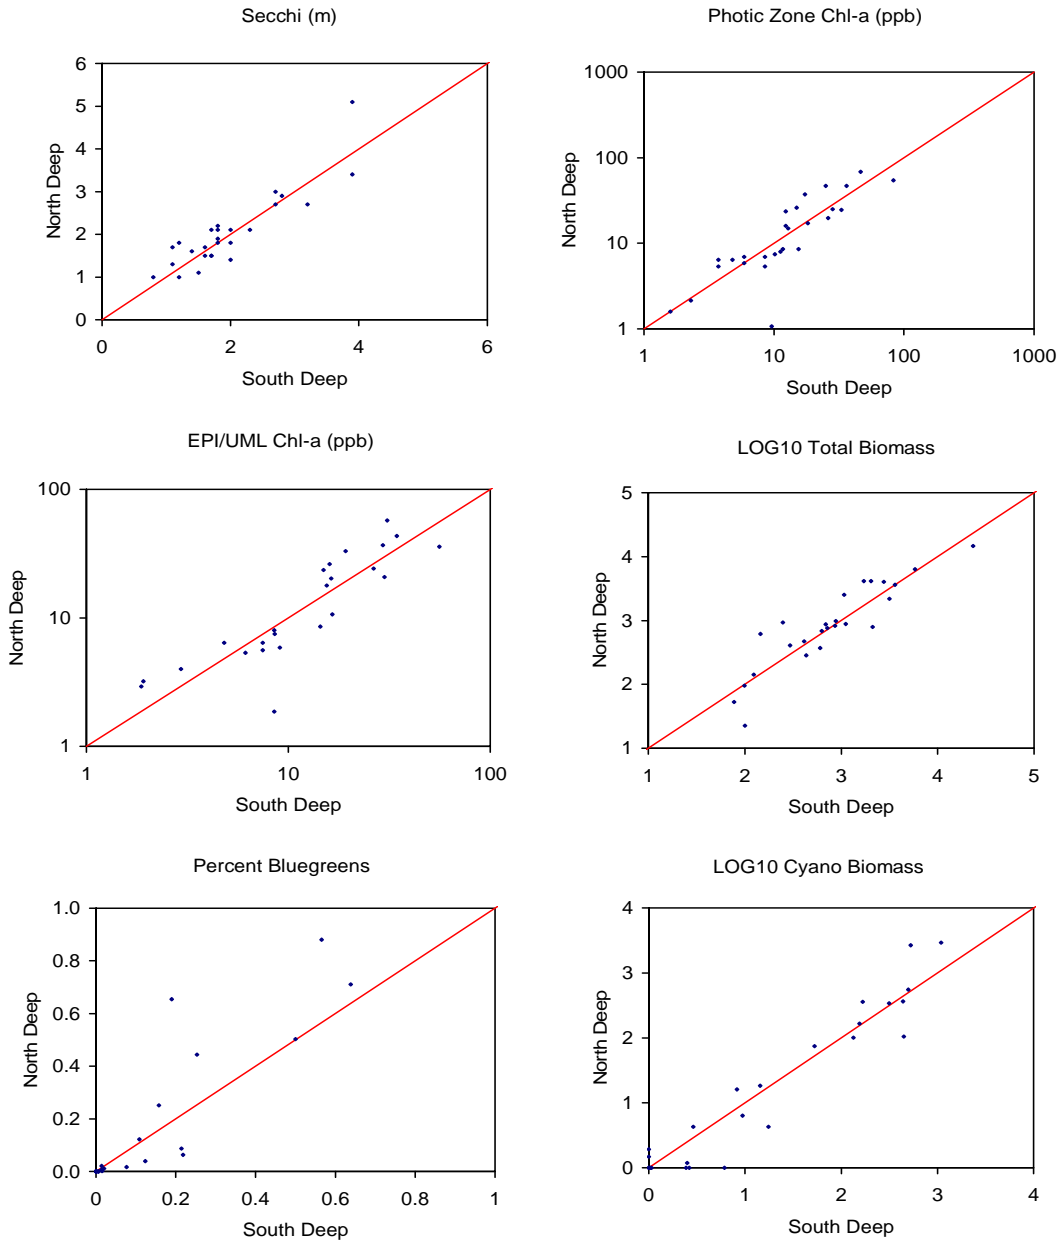 Secchi (m)
6
5
4
3
2
1
0
North Deep
0 2 4 6
South Deep
Photic Zone Chl-a (ppb)
1000
100
10
1
North Deep
1 10 100 1000
South Deep
EPI/UML Chl-a (ppb)
100
10
1
North Deep
1 10 100
South Deep
LOG10 Total Biomass
5
4
3
2
1
North Deep
1 2 3 4 5
South Deep
Percent Bluegreens
1.0
0.8
0.6
0.4
0.2
0.0
North Deep
0 0.2 0.4 0.6 0.8 1
South Deep
LOG10 Cyano Biomass
4
3
2
1
0
North Deep
0 1 2 3 4
South Deep